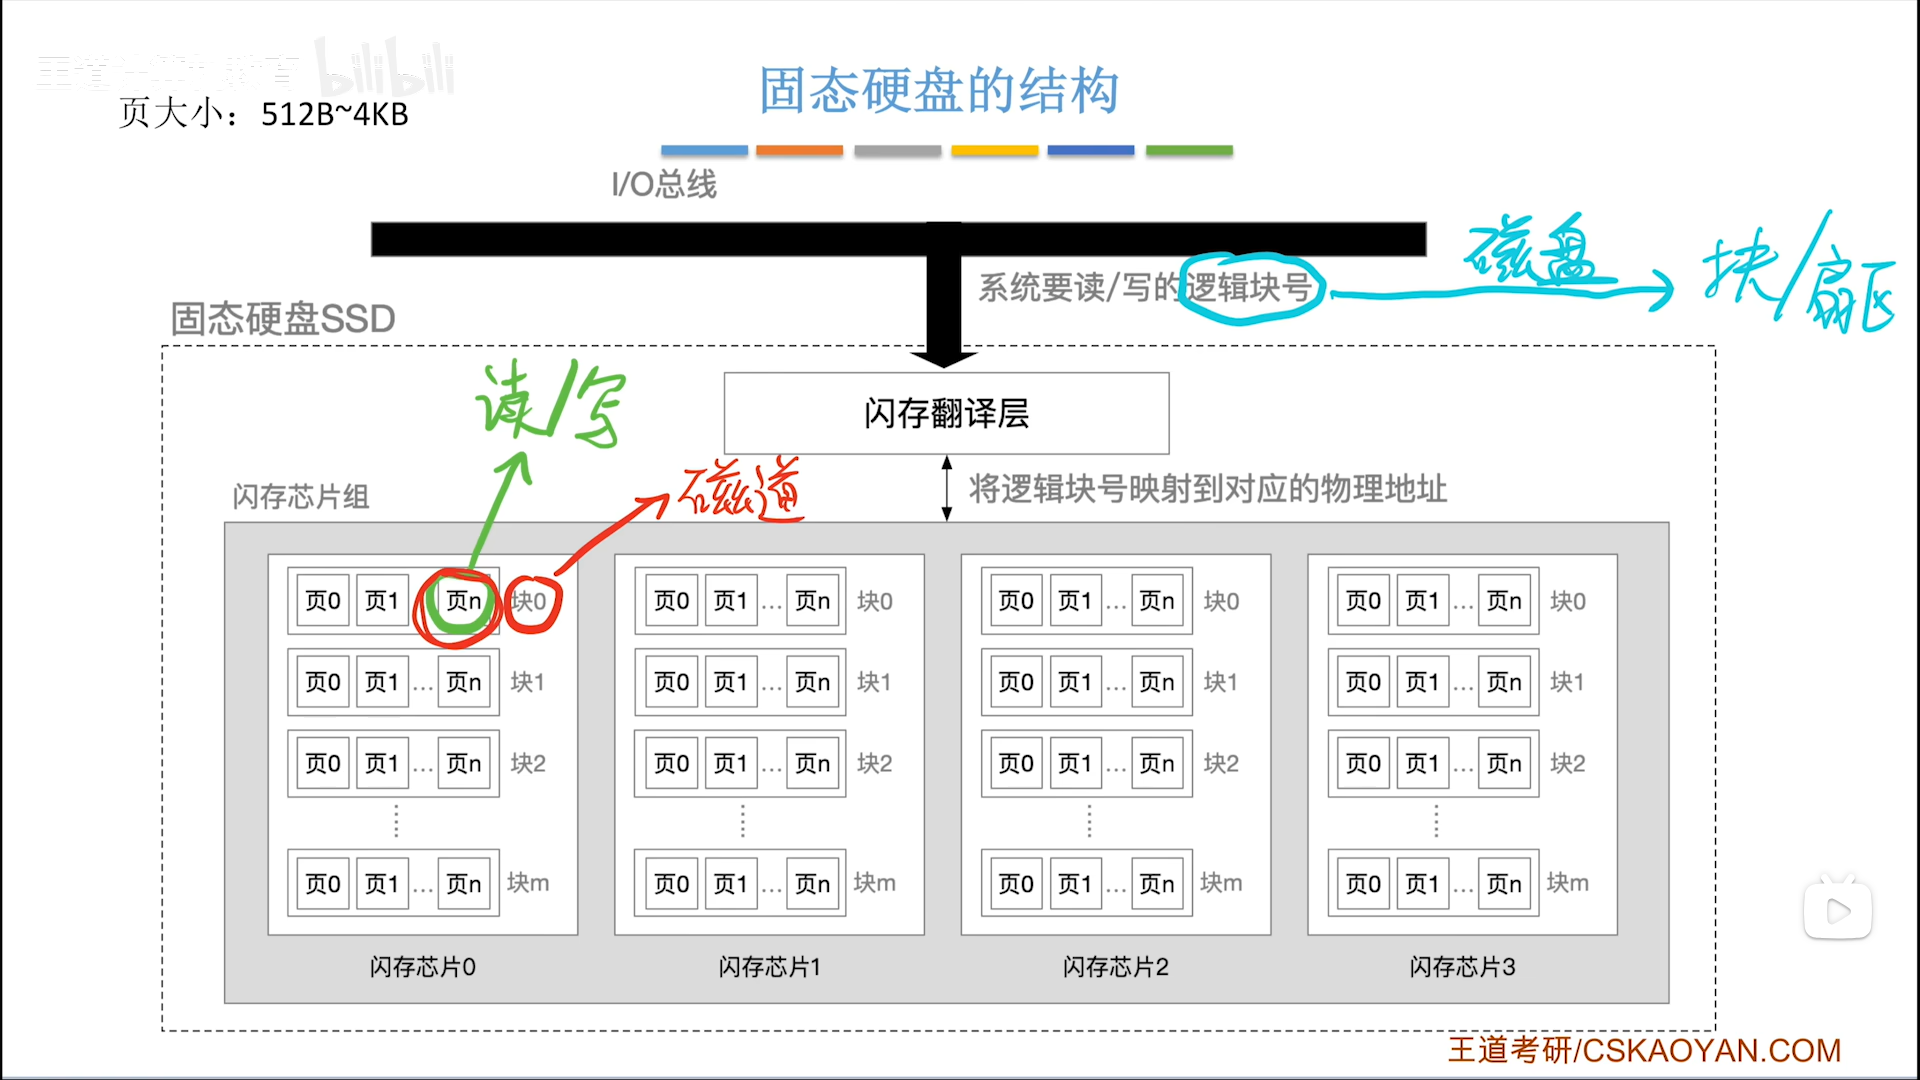 王道计算机教育 bilibili
固态硬盘的结构
页大小：512B~4KB
I/O总线
系统要读/写的逻辑块号
磁盘
块/扇区
固态硬盘SSD
读/写
闪存翻译层
磁道
将逻辑块号映射到对应的物理地址
闪存芯片组
页0 页1 页n 块0 页0 页1 … 页n 块0 页0 页1 … 页n 块0 页0 页1 … 页n 块0
页0 页1 … 页n 块1 页0 页1 … 页n 块1 页0 页1 … 页n 块1 页0 页1 … 页n 块1
页0 页1 … 页n 块2 页0 页1 … 页n 块2 页0 页1 … 页n 块2 页0 页1 … 页n 块2
页0 页1 … 页n 块m 页0 页1 … 页n 块m 页0 页1 … 页n 块m 页0 页1 … 页n 块m
闪存芯片0 闪存芯片1 闪存芯片2 闪存芯片3
王道考研/CSKAOYAN.COM